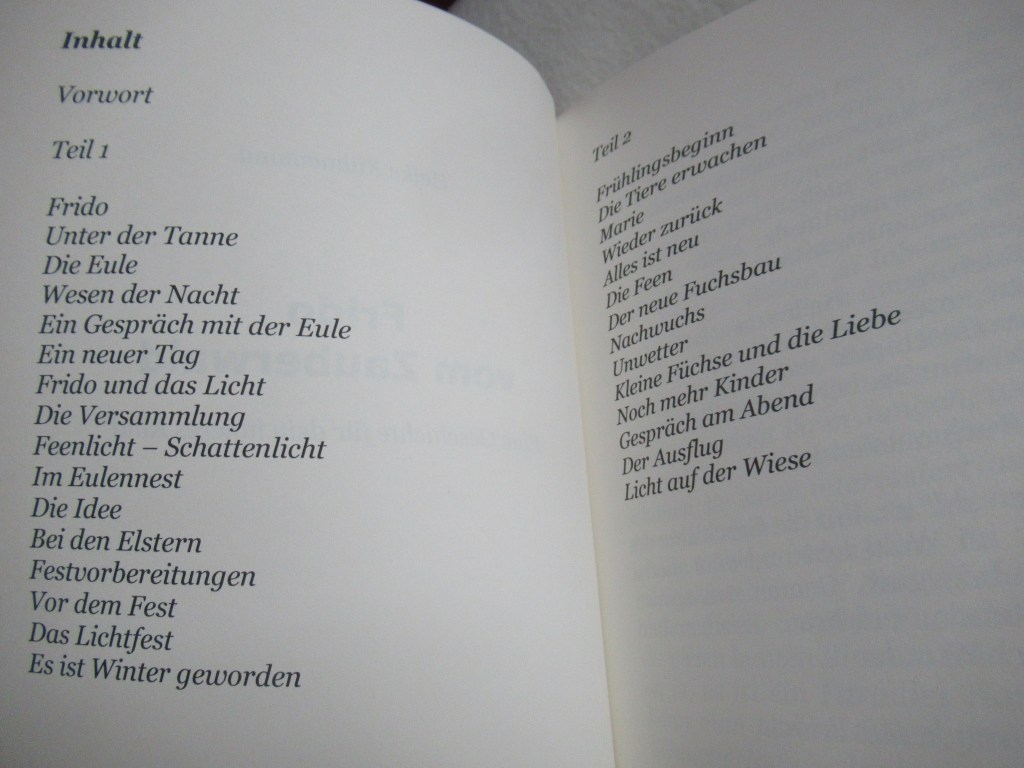 Inhalt
Vorwort
Teil 1
Frido
Unter der Tanne
Die Eule
Wesen der Nacht
Ein Gespräch mit der Eule
Ein neuer Tag
Frido und das Licht
Die Versammlung
Feenlicht – Schattenlicht
Im Eulennest
Die Idee
Bei den Elstern
Festvorbereitungen
Vor dem Fest
Das Lichtfest
Es ist Winter geworden
Teil 2
Frühlingsbeginn
Die Tiere erwachen
Marie
Wieder zurück
Alles ist neu
Die Feen
Der neue Fuchsbau
Nachwuchs
Unwetter
Kleine Füchse und die Liebe
Noch mehr Kinder
Gespräch am Abend
Der Ausflug
Licht auf der Wiese